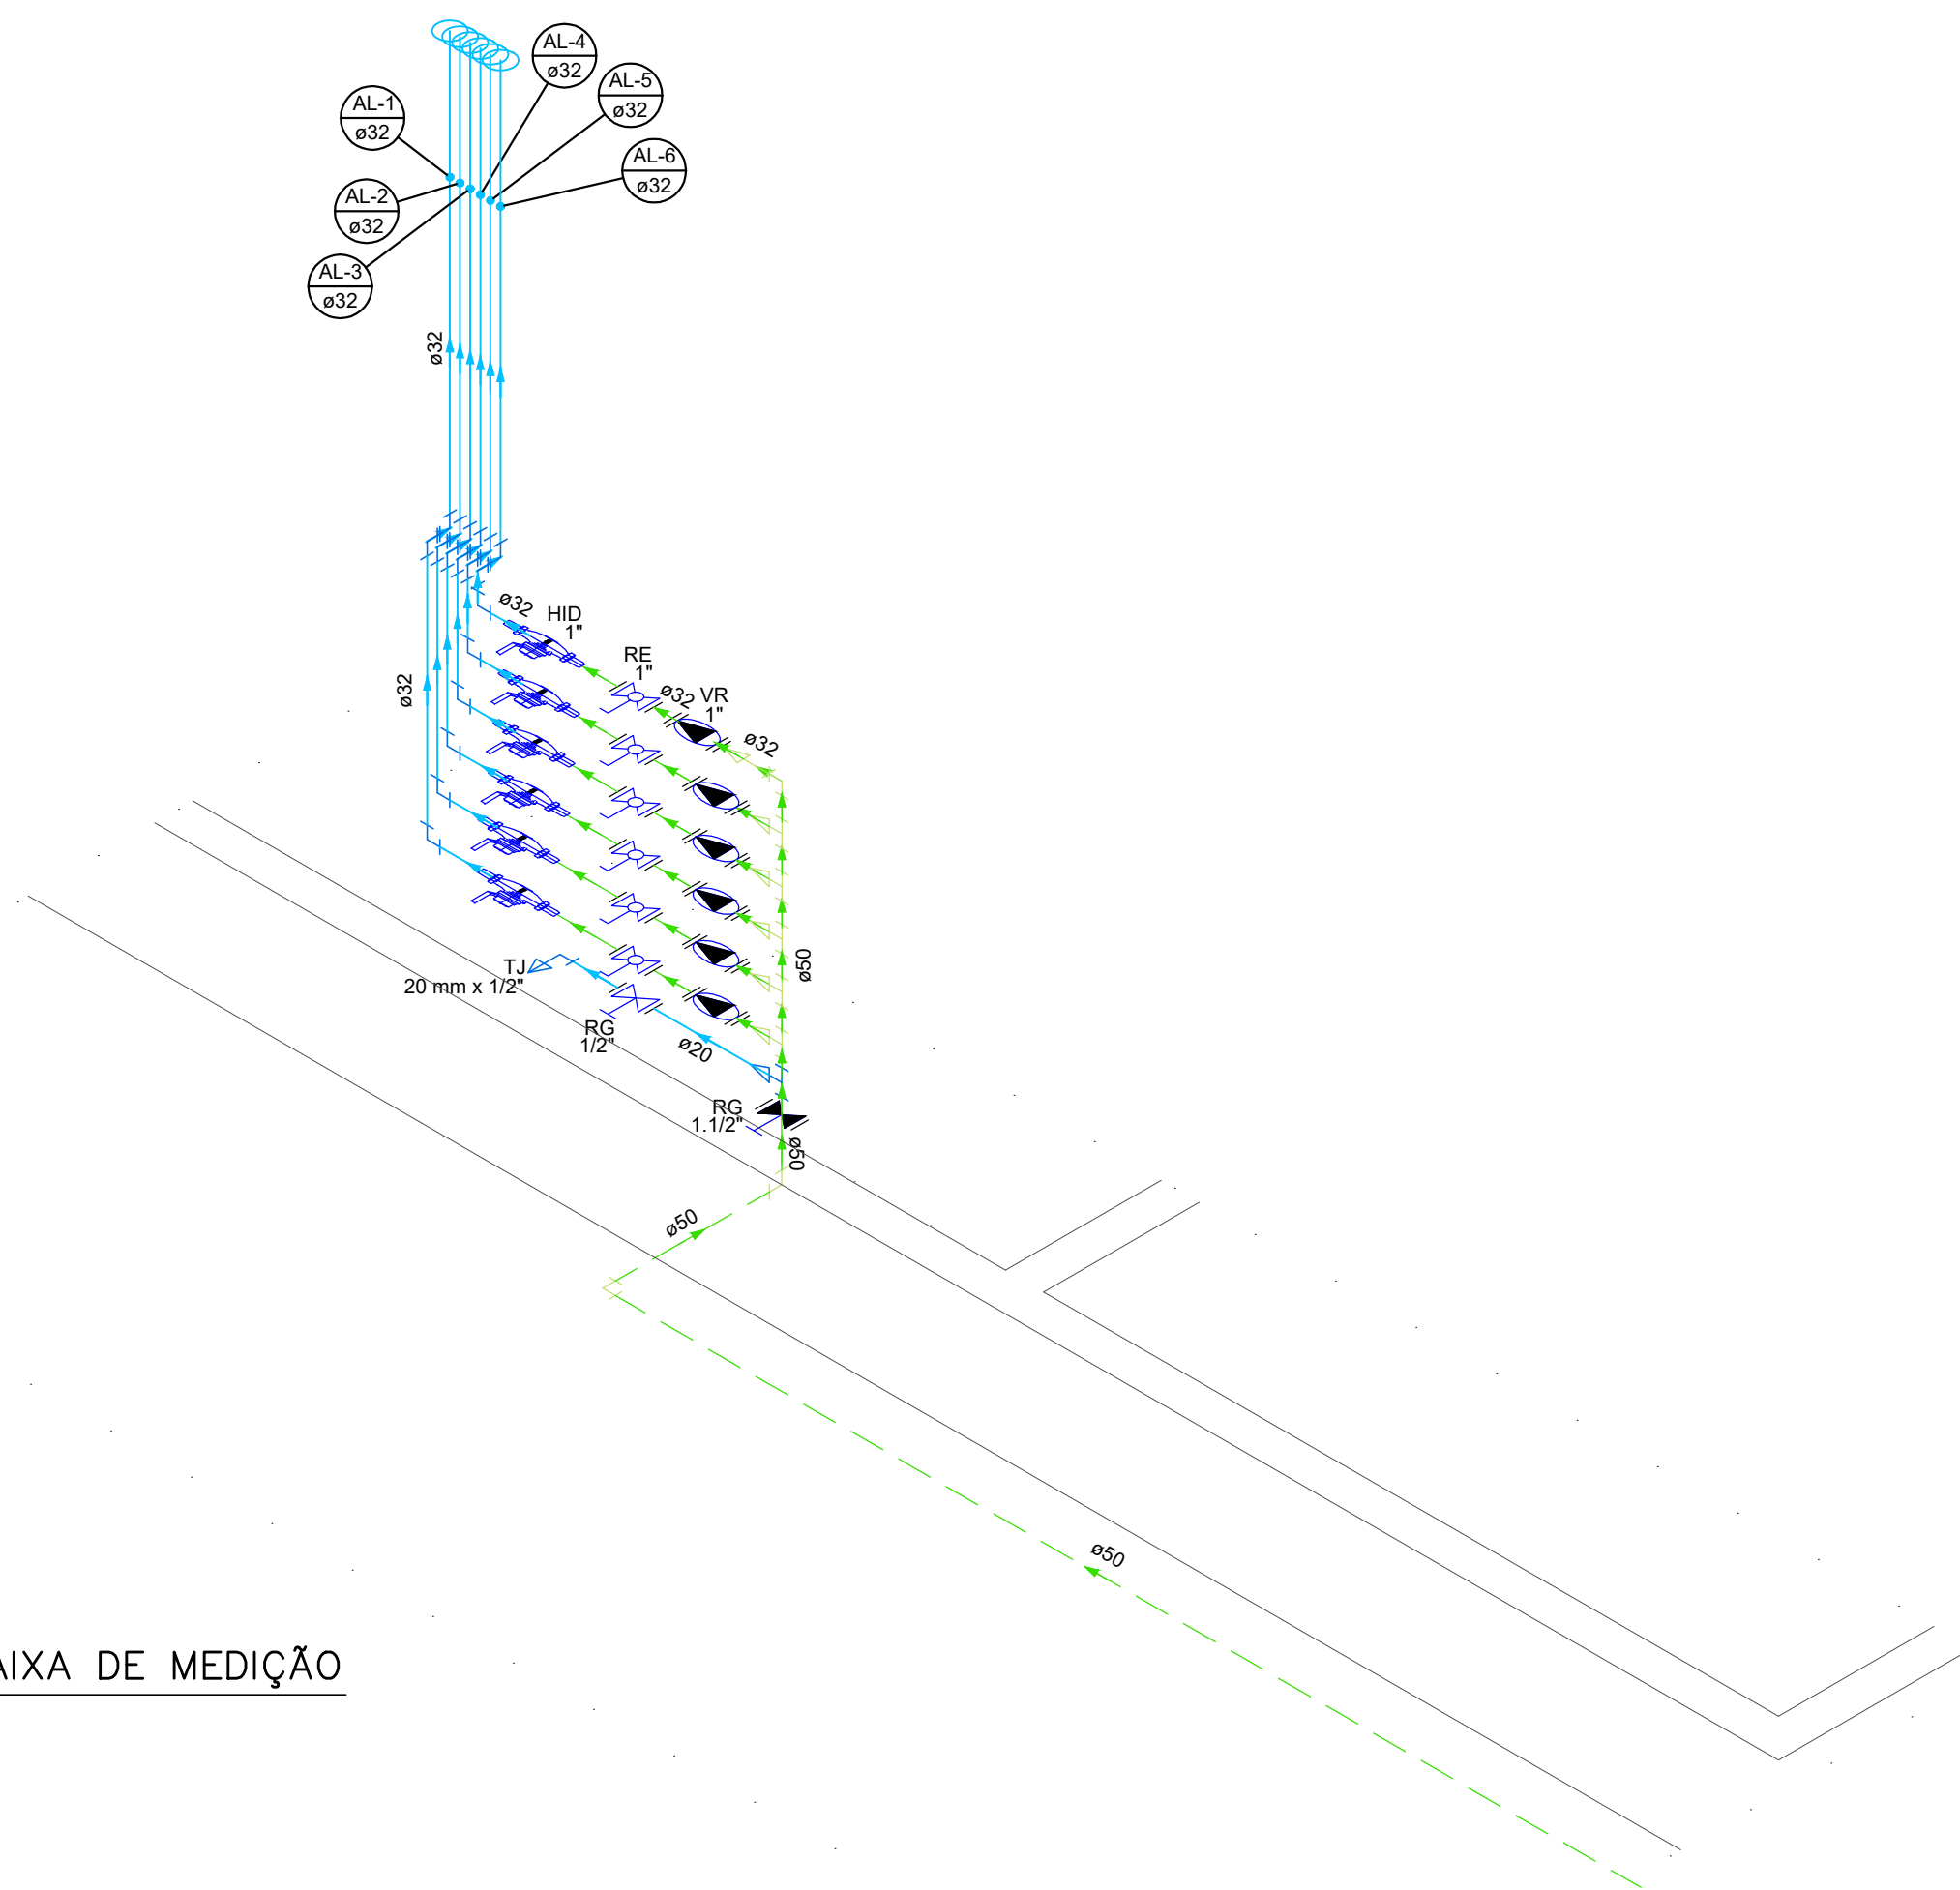 AL-4
ø32
AL-5
ø32
AL-1
ø32
AL-6
ø32
AL-2
ø32
AL-3
ø32
ø32
ø32
HID
1"
RE
1"
ø32
ø32
VR
1"
ø32
ø50
TJ
20 mm x 1/2"
RG
1/2"
ø20
RG
1.1/2"
ø50
ø50
ø50
AIXA DE MEDIÇÃO